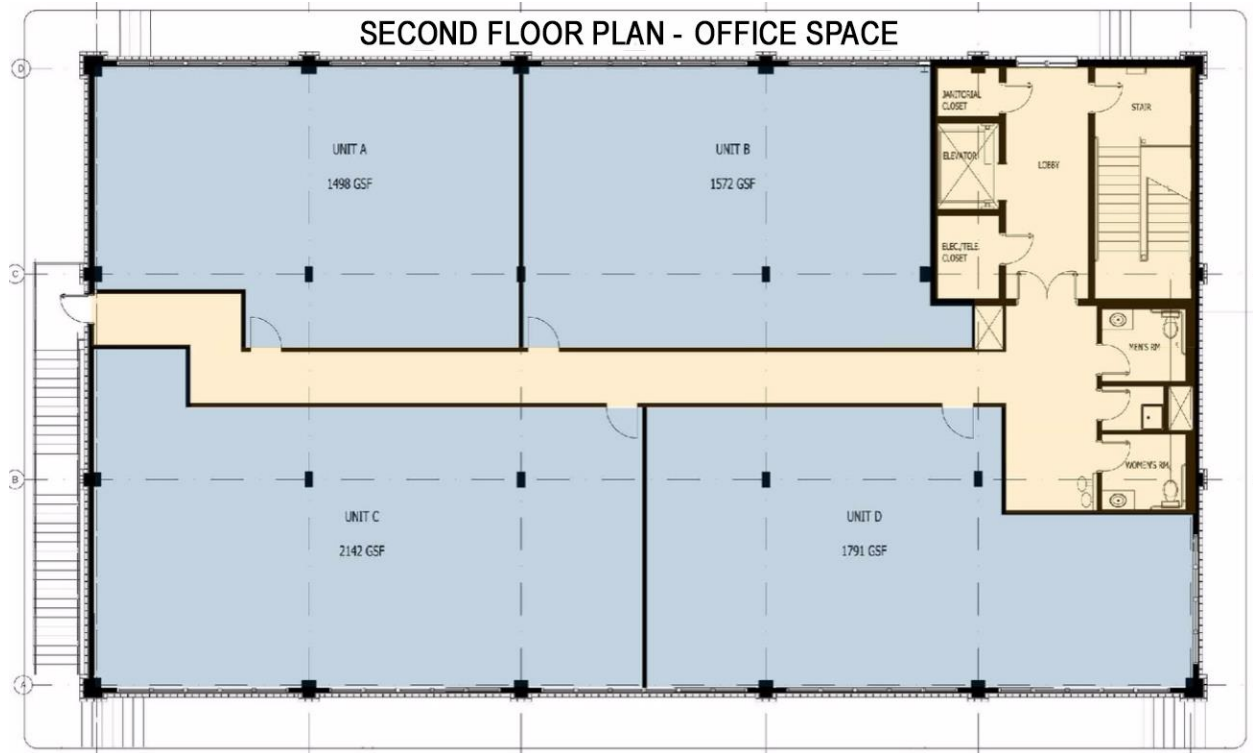 SECOND FLOOR PLAN - OFFICE SPACE
D
JANITORIAL
CLOSET
STAIR
UNIT A
1498 GSF
UNIT B
1572 GSF
ELEVATOR
LOBBY
ELEC./TELE.
CLOSET
C
MEN'S RM
WOMEN'S RM.
B
UNIT C
2142 GSF
UNIT D
1791 GSF
A